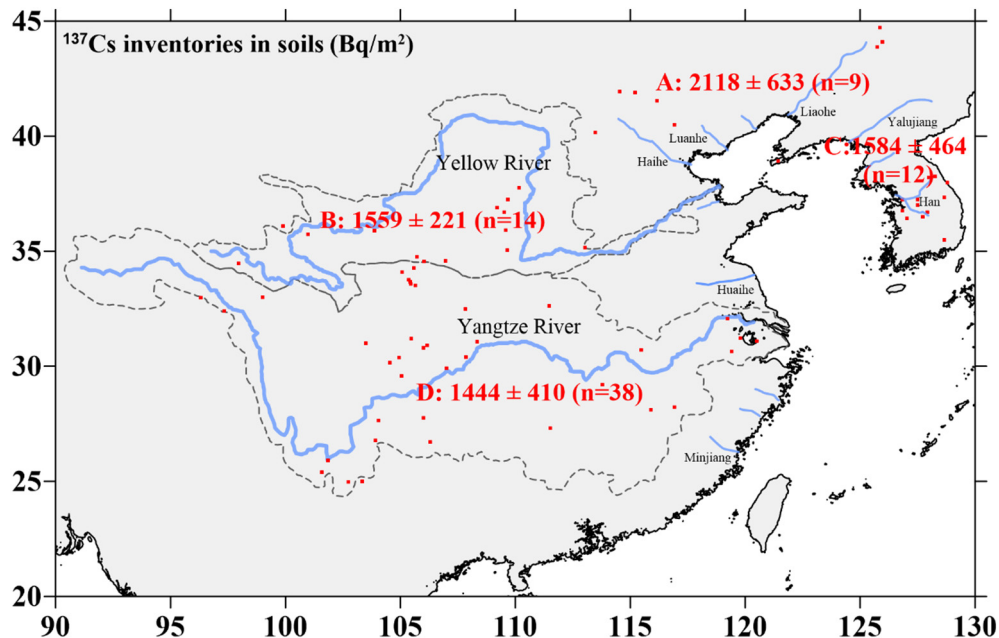 45
¹³⁷Cs inventories in soils (Bq/m²)
A: 2118 ± 633 (n=9)
Liaohe
Yalujiang
40
Luanhe
Haihe
C:1584 ± 464
(n=12)
Yellow River
Han
B: 1559 ± 221 (n=14)
35
Huaihe
Yangtze River
30
D: 1444 ± 410 (n=38)
Minjiang
25
20
90 95 100 105 110 115 120 125 130